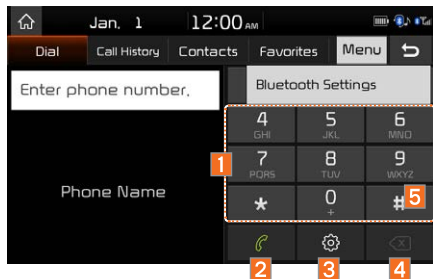 Jan. 1 12:00 AM
Dial Call History Contacts Favorites Menu
Enter phone number.
Bluetooth Settings
4 5 6
GHI JKL MNO
1
7 8 9
PQRS TUV WXYZ
Phone Name
* 0 # 5
+
2 3 4